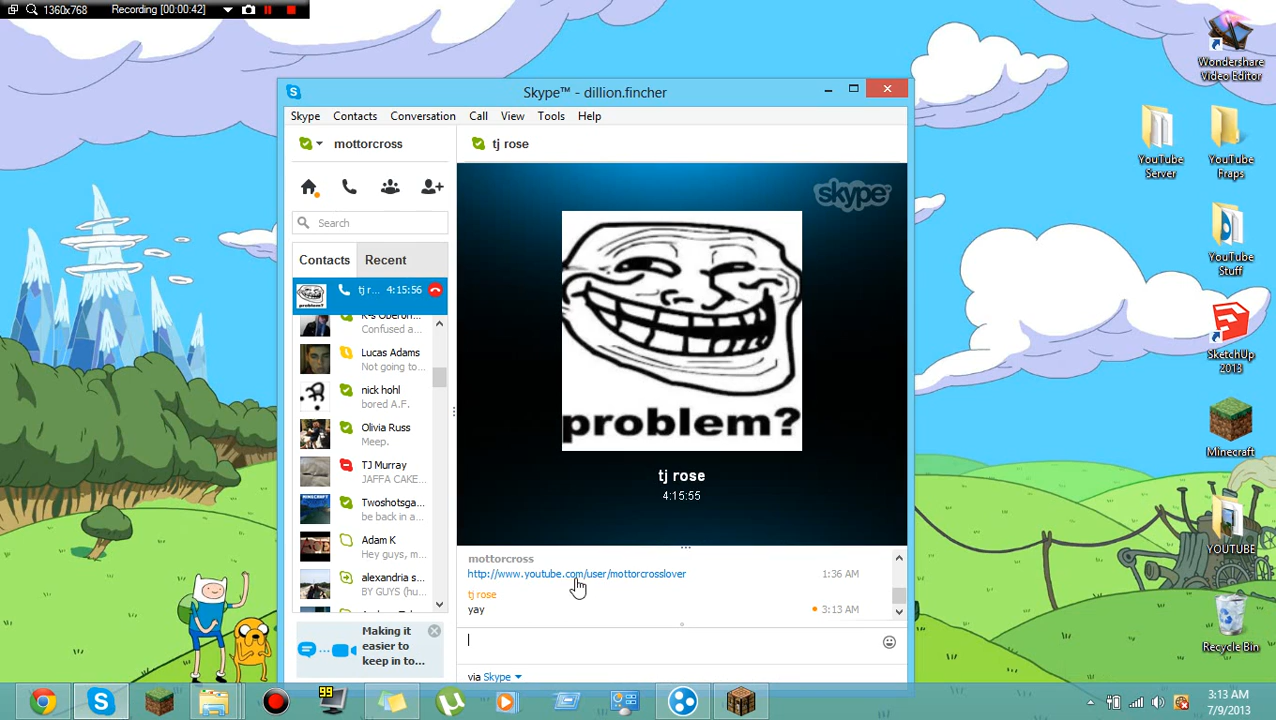 1360x768 Recording [00:00:42]
Wondershare Video Editor
YouTube Server
YouTube Fraps
YouTube Stuff
SketchUp 2013
Minecraft
YOUTUBE
Recycle Bin
Skype™ - dillion.fincher
Skype Contacts Conversation Call View Tools Help
mottorcross
tj rose
skype
Search
Contacts Recent
tj r... 4:15:56
problem?
Confused a...
Lucas Adams
Not going to...
nick hohl
bored A.F.
Olivia Russ
Meep.
TJ Murray
JAFFA CAKE...
Twoshotsga...
be back in a...
Adam K
Hey guys, m...
alexandria s...
BY GUYS (hu...
problem?
tj rose
4:15:55
mottorcross
http://www.youtube.com/user/mottorcrosslover 1:36 AM
tj rose
yay 3:13 AM
Making it
easier to
keep in to...
via Skype
99
3:13 AM
7/9/2013